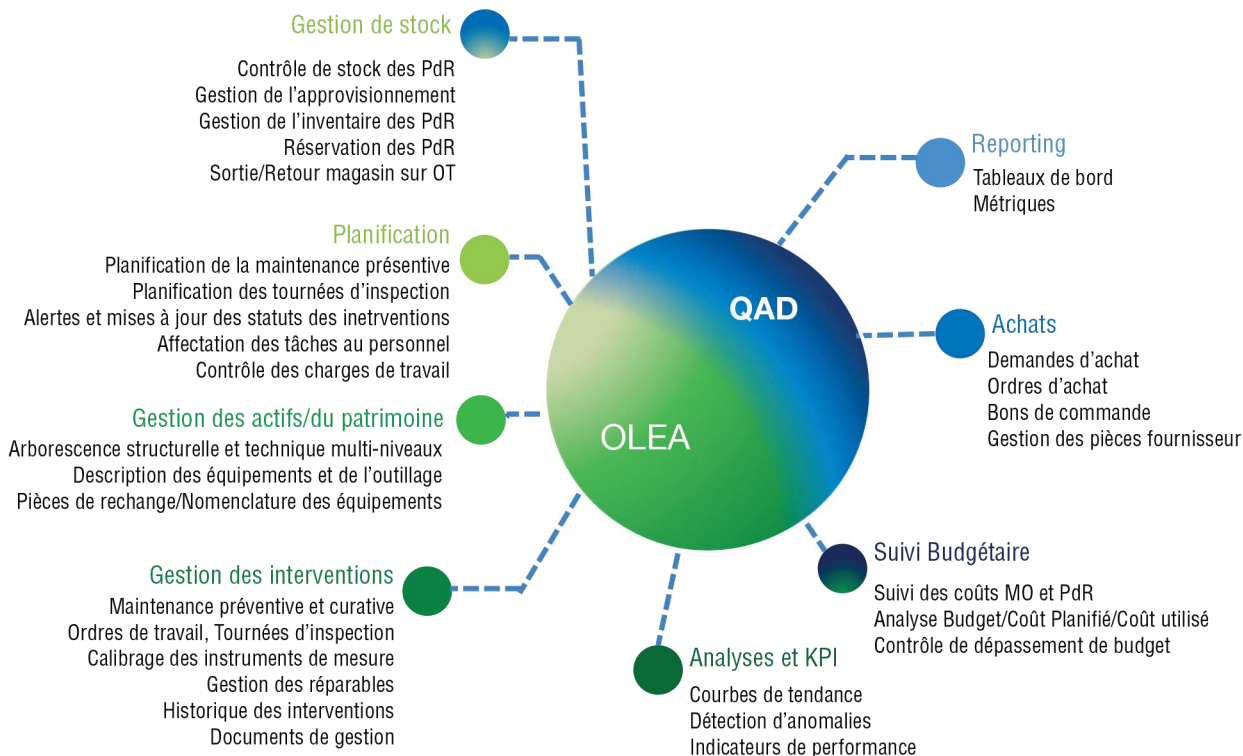 Gestion de stock
Contrôle de stock des PdR
Gestion de l'approvisionnement
Gestion de l'inventaire des PdR
Réservation des PdR
Sortie/Retour magasin sur OT
Planification
Planification de la maintenance présentive
Planification des tournées d'inspection
Alertes et mises à jour des statuts des inetrventions
Affectation des tâches au personnel
Contrôle des charges de travail
Gestion des actifs/du patrimoine
Arborescence structurelle et technique multi-niveaux
Description des équipements et de l'outillage
Pièces de rechange/Nomenclature des équipements
Gestion des interventions
Maintenance préventive et curative
Ordres de travail, Tournées d'inspection
Calibrage des instruments de mesure
Gestion des réparables
Historique des interventions
Documents de gestion
QAD
OLEA
Reporting
Tableaux de bord
Métriques
Achats
Demandes d'achat
Ordres d'achat
Bons de commande
Gestion des pièces fournisseur
Suivi Budgétaire
Suivi des coûts MO et PdR
Analyse Budget/Coût Planifié/Coût utilisé
Contrôle de dépassement de budget
Analyses et KPI
Courbes de tendance
Détection d'anomalies
Indicateurs de performance